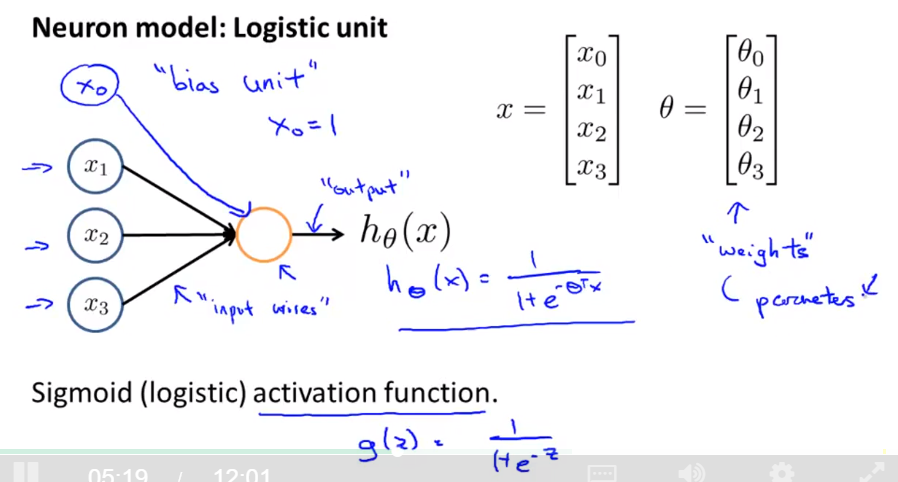 Neuron model: Logistic unit
x₀ "bias unit"
x₀ = 1
x₁
x₂
x₃
"input wires"
"output"
hθ(x)
hθ(x) = 1 / (1 + e^(-θᵀx))
x = [x₀ x₁ x₂ x₃]
θ = [θ₀ θ₁ θ₂ θ₃]
"weights"
( parameters
Sigmoid (logistic) activation function.
g(z) = 1 / (1 + e^(-z))
05:19 / 12:01